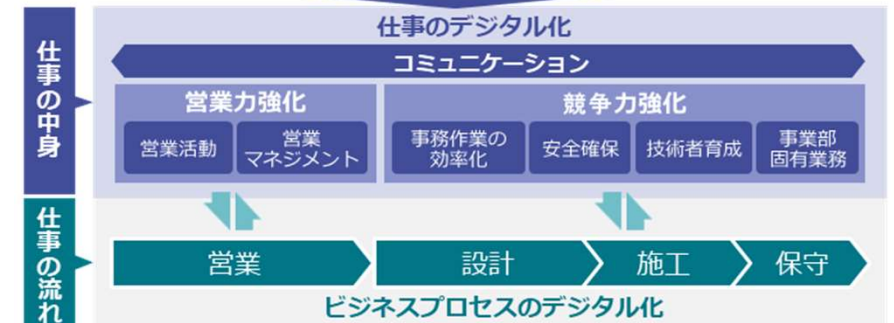 仕事の中身
仕事のデジタル化
コミュニケーション
営業力強化
営業活動
営業
マネジメント
競争力強化
事務作業の
効率化
安全確保
技術者育成
事業部
固有業務
仕事の流れ
営業
設計
施工
保守
ビジネスプロセスのデジタル化